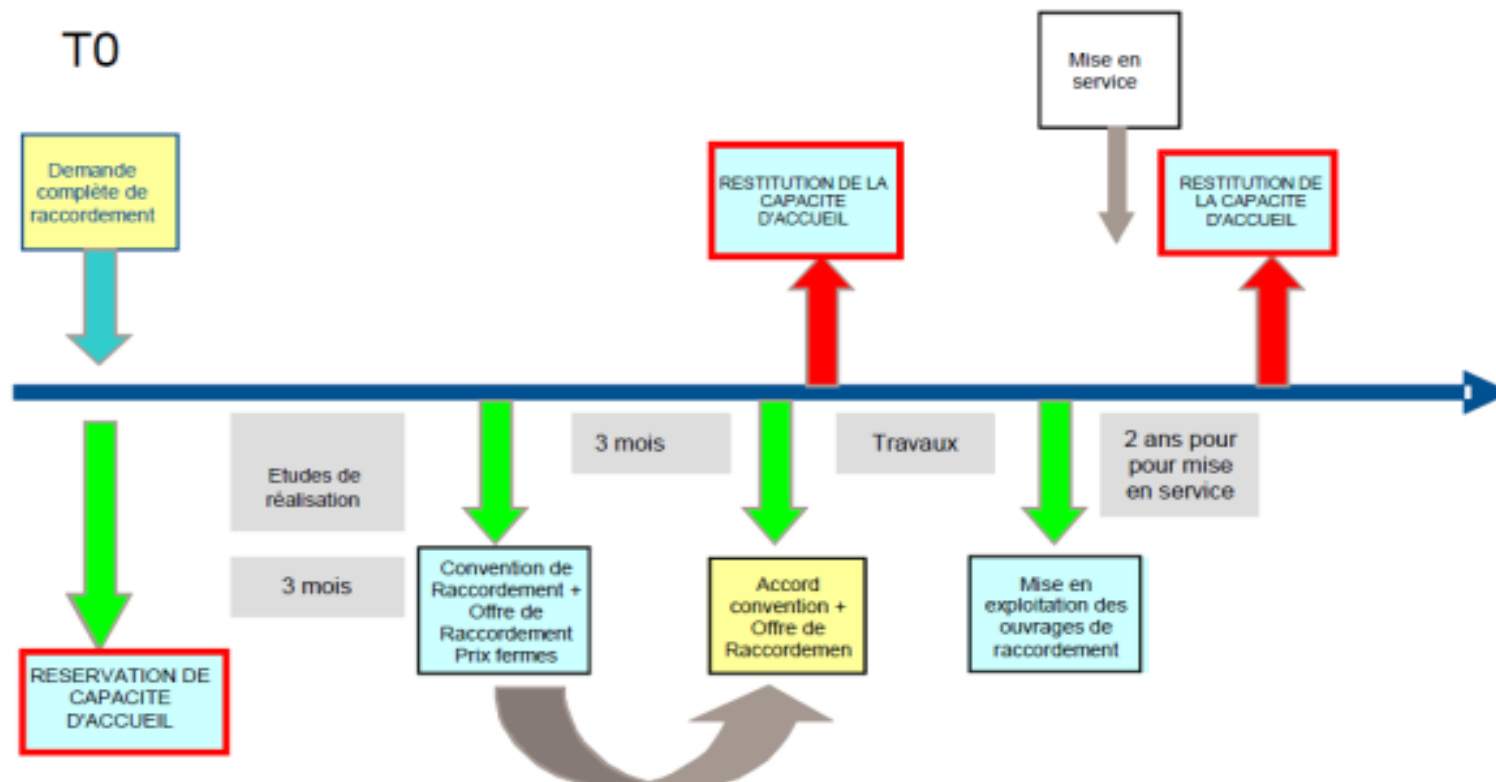 T0
Mise en
service
Demande
complète de
raccordement
RESTITUTION DE LA
CAPACITE
D'ACCUEIL
RESTITUTION DE
LA CAPACITE
D'ACCUEIL
Etudes de
réalisation
3 mois
Travaux
2 ans pour
pour mise
en service
3 mois
Convention de
Raccordement +
Offre de
Raccordement
Prix fermes
Accord
convention +
Offre de
Raccordemen
Mise en
exploitation des
ouvrages de
raccordement
RESERVATION DE
CAPACITE
D'ACCUEIL